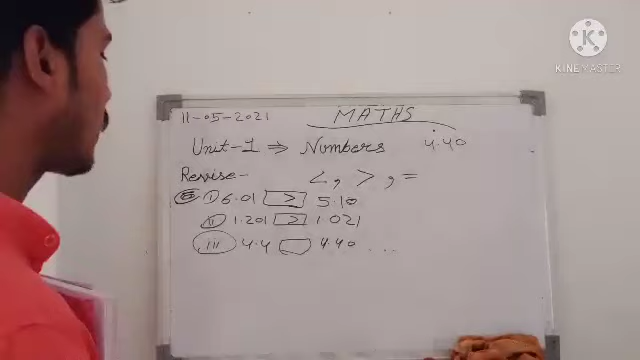 KINEMASTER
11-05-2021 MATHS
Unit-1 ⇒ Numbers 4.40
Revise- <, >, =
① 6.01 > 5.10
ⅱ 1.201 > 1.021
ⅲ 4.4 4.40 ...